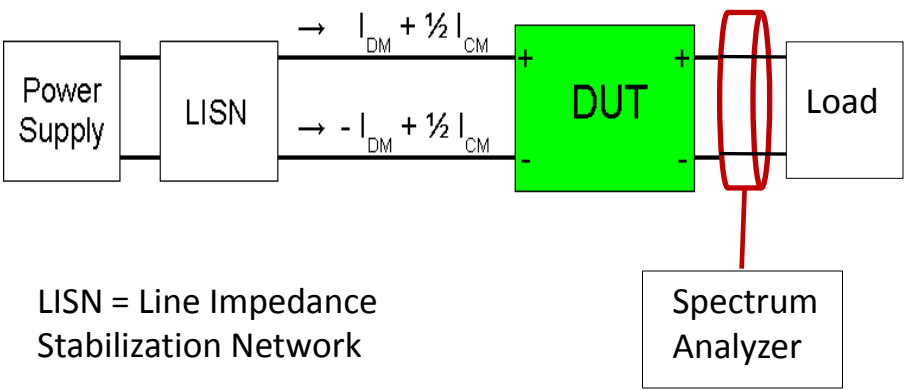 → I_DM + ½ I_CM
Power
Supply
LISN
→ - I_DM + ½ I_CM
+
-
DUT
+
-
Load
LISN = Line Impedance
Stabilization Network
Spectrum
Analyzer